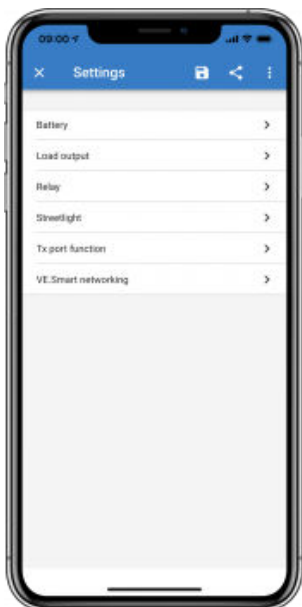 09:00
Settings
Battery
Load output
Relay
Streetlight
Tx port function
VE.Smart networking